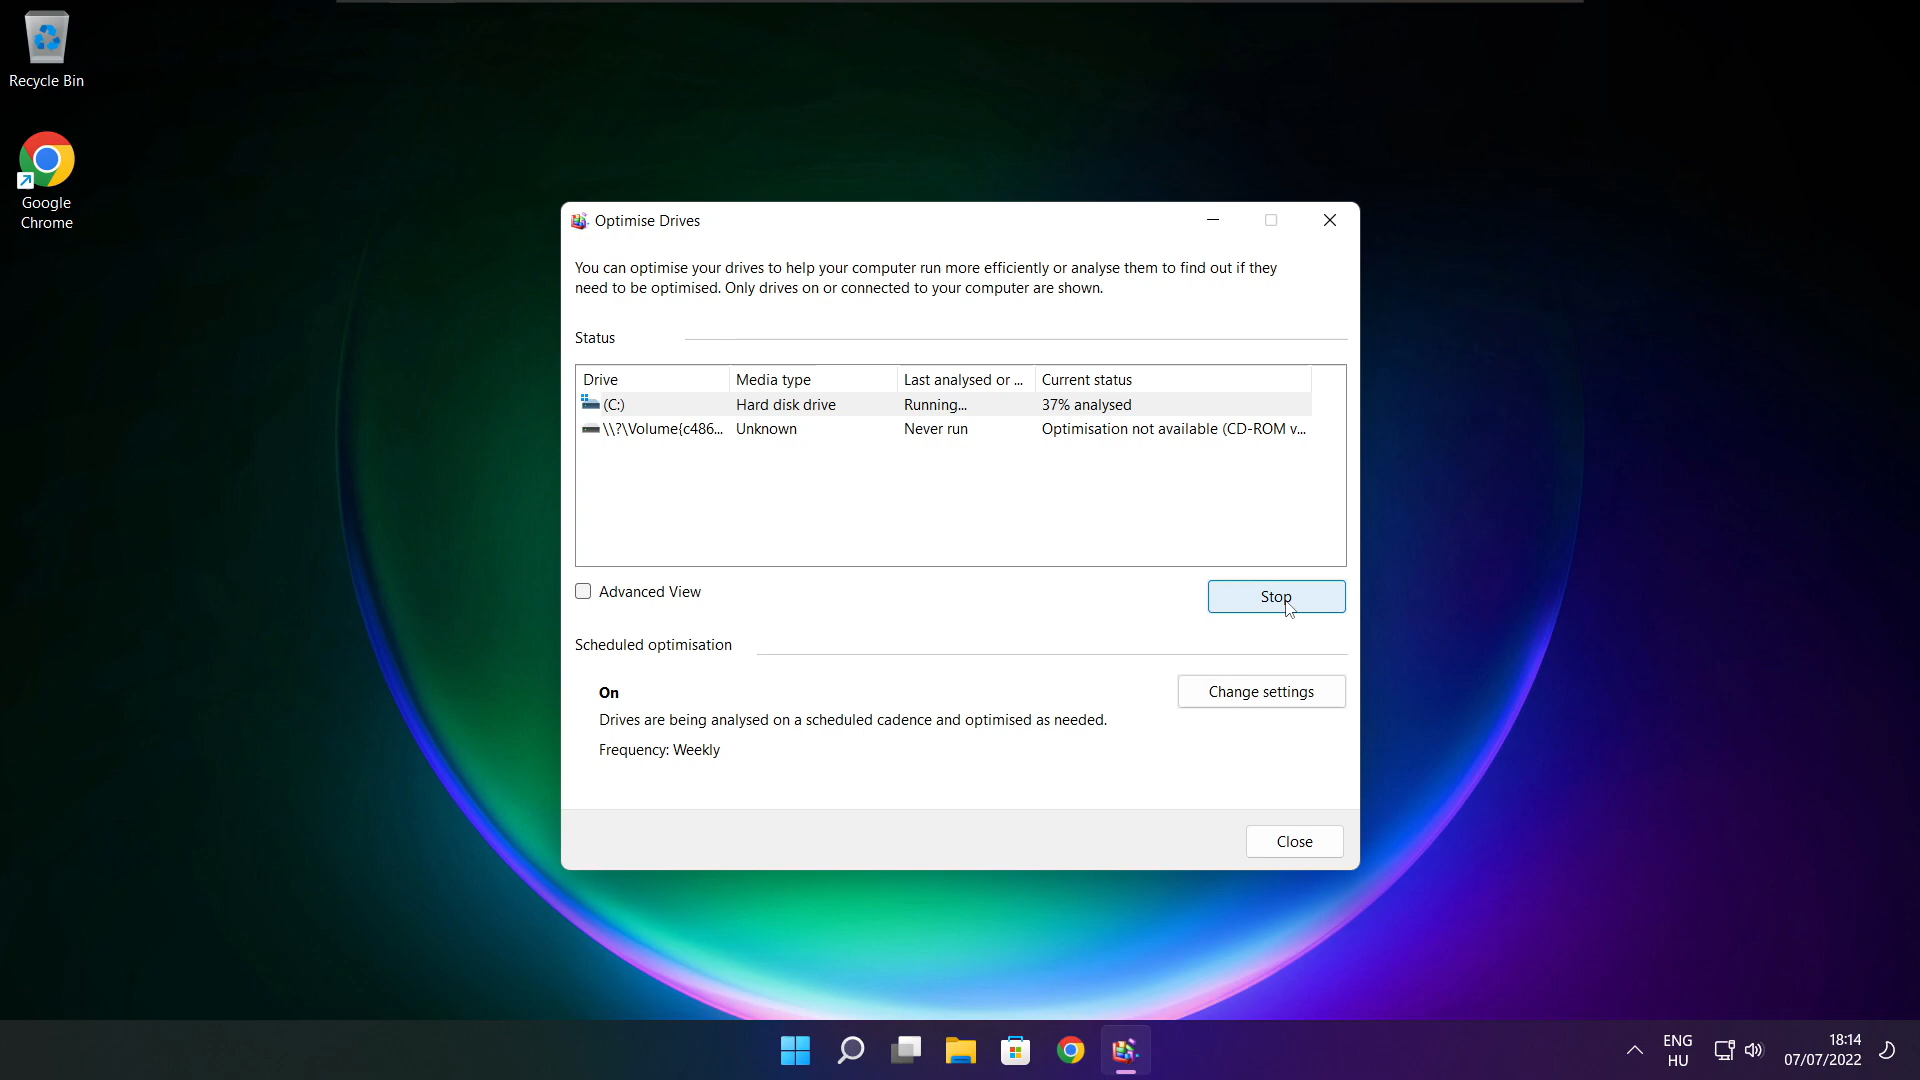 Recycle Bin
Google
Chrome
Optimise Drives
You can optimise your drives to help your computer run more efficiently or analyse them to find out if they
need to be optimised. Only drives on or connected to your computer are shown.
Status
Drive Media type Last analysed or ... Current status
(C:) Hard disk drive Running... 37% analysed
\\?\Volume{c486... Unknown Never run Optimisation not available (CD-ROM v...
Advanced View
Stop
Scheduled optimisation
On
Change settings
Drives are being analysed on a scheduled cadence and optimised as needed.
Frequency: Weekly
Close
ENG
HU
18:14
07/07/2022